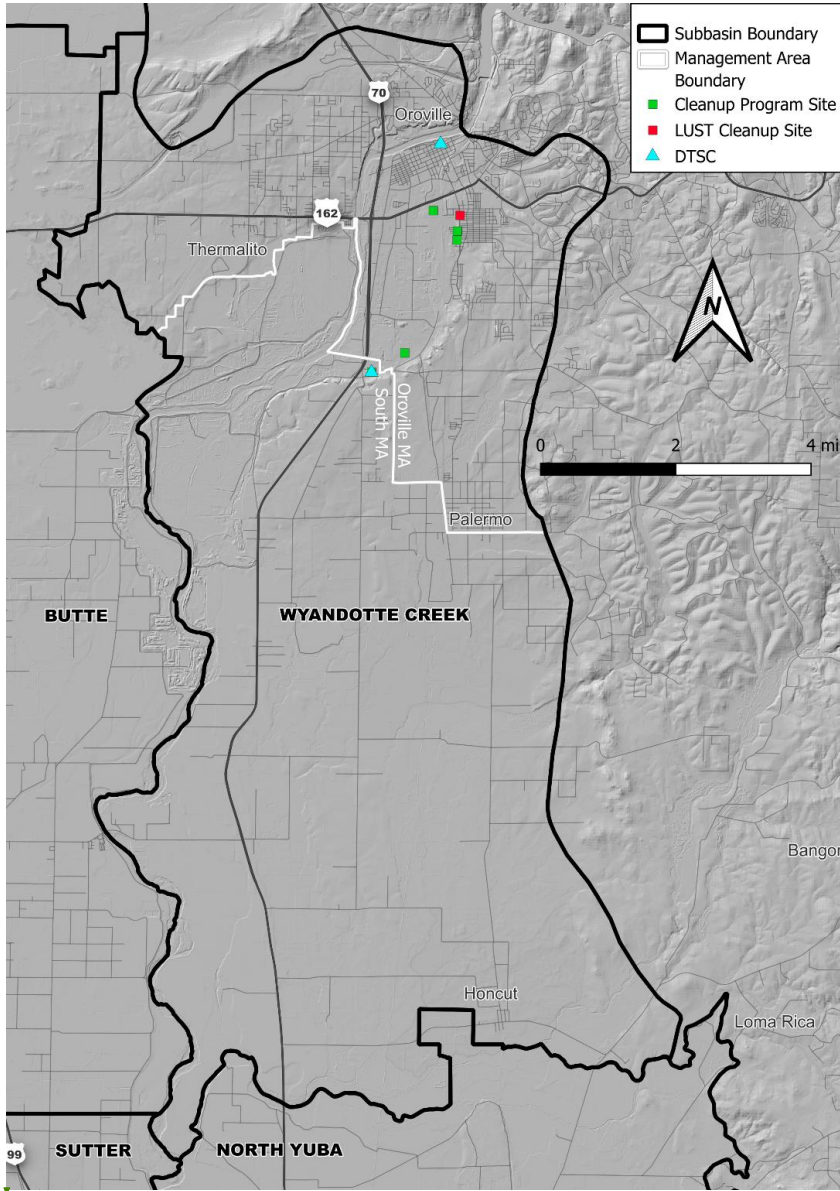 Subbasin Boundary
Management Area
Boundary
Cleanup Program Site
LUST Cleanup Site
DTSC
70
Oroville
162
Thermalito
N
0 2 4 mi
Oroville MA
South MA
Palermo
BUTTE
WYANDOTTE CREEK
Bangor
Honcut
Loma Rica
SUTTER
NORTH YUBA
99